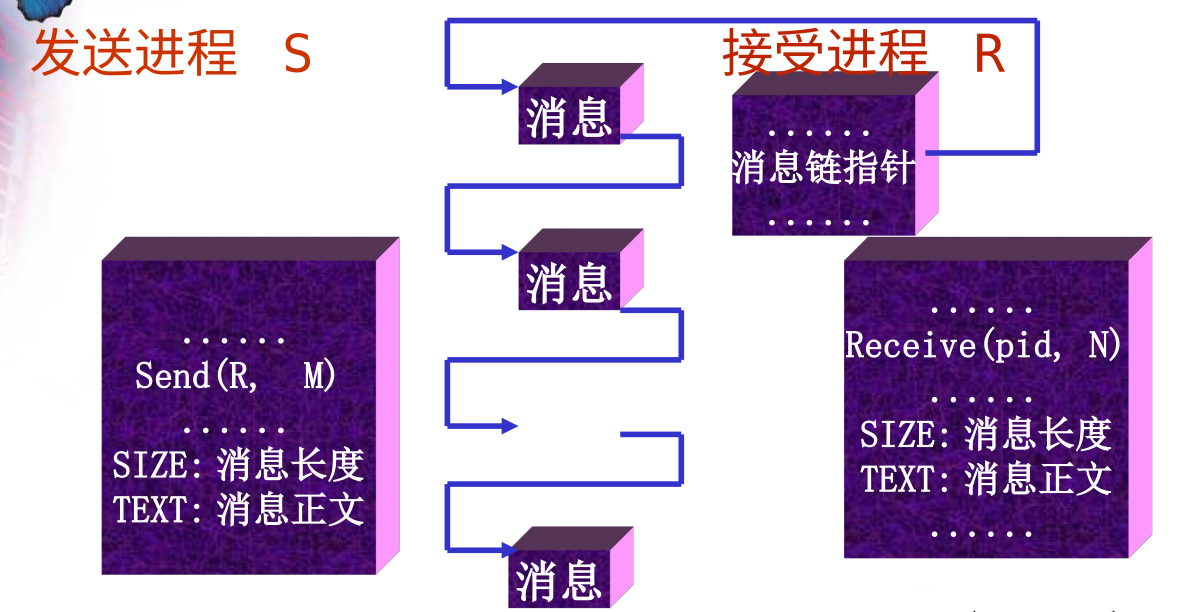 发送进程 S
接受进程 R
消息
......
消息链指针
......
消息
......
Send(R, M)
......
SIZE：消息长度
TEXT：消息正文
......
Receive(pid, N)
......
SIZE：消息长度
TEXT：消息正文
......
消息